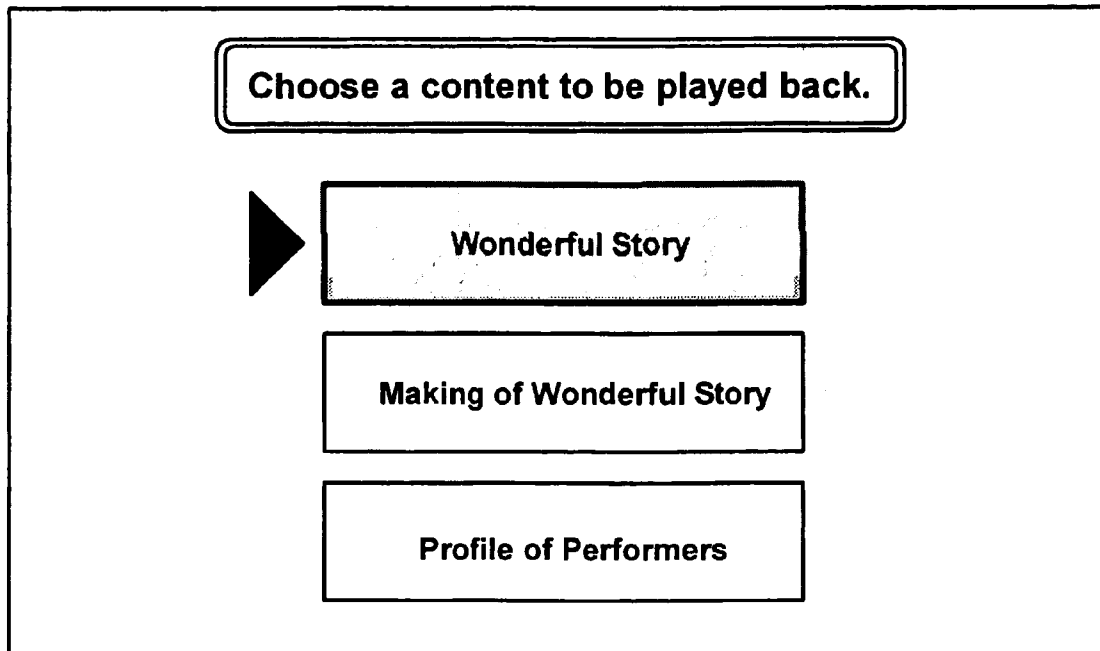 Choose a content to be played back.
Wonderful Story
Making of Wonderful Story
Profile of Performers